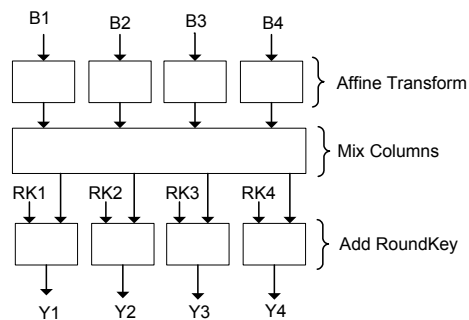 B1 B2 B3 B4
Affine Transform
Mix Columns
RK1 RK2 RK3 RK4
Add RoundKey
Y1 Y2 Y3 Y4